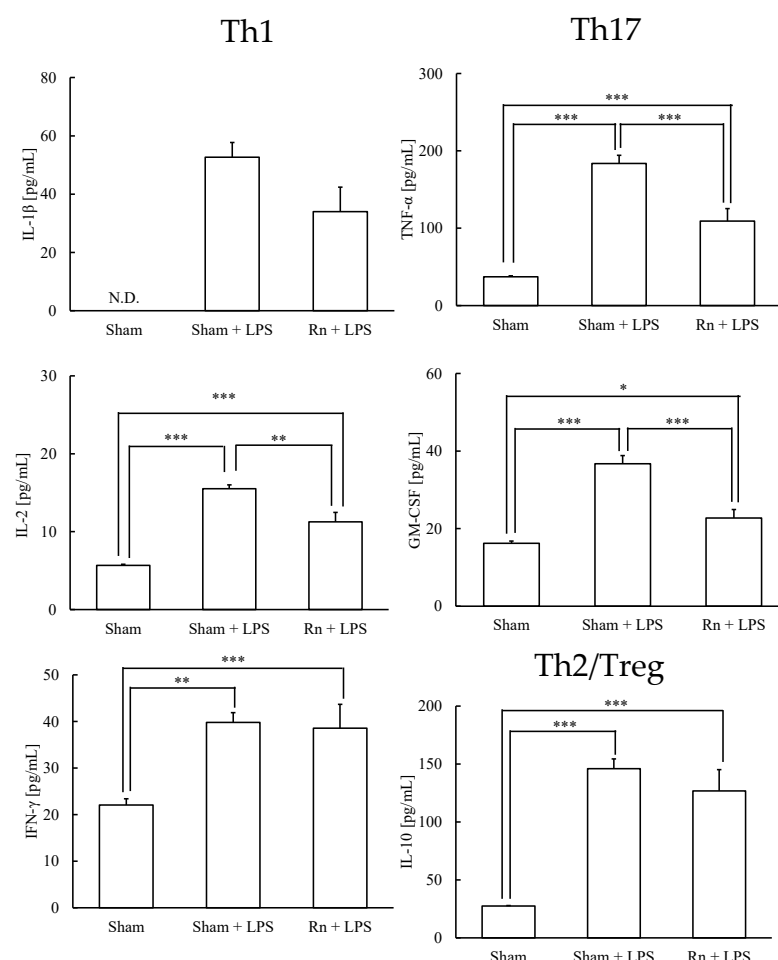 Th1
IL-1β [pg/mL]
80
60
40
20
0
N.D.
Sham
Sham + LPS
Rn + LPS
Th17
TNF-α [pg/mL]
300
200
100
0
***
***
***
Sham
Sham + LPS
Rn + LPS
IL-2 [pg/mL]
30
20
10
0
***
***
**
Sham
Sham + LPS
Rn + LPS
GM-CSF [pg/mL]
60
40
20
0
*
***
***
Sham
Sham + LPS
Rn + LPS
IFN-γ [pg/mL]
50
40
30
20
10
0
***
**
Sham
Sham + LPS
Rn + LPS
Th2/Treg
IL-10 [pg/mL]
200
150
100
50
0
***
***
Sham
Sham + LPS
Rn + LPS